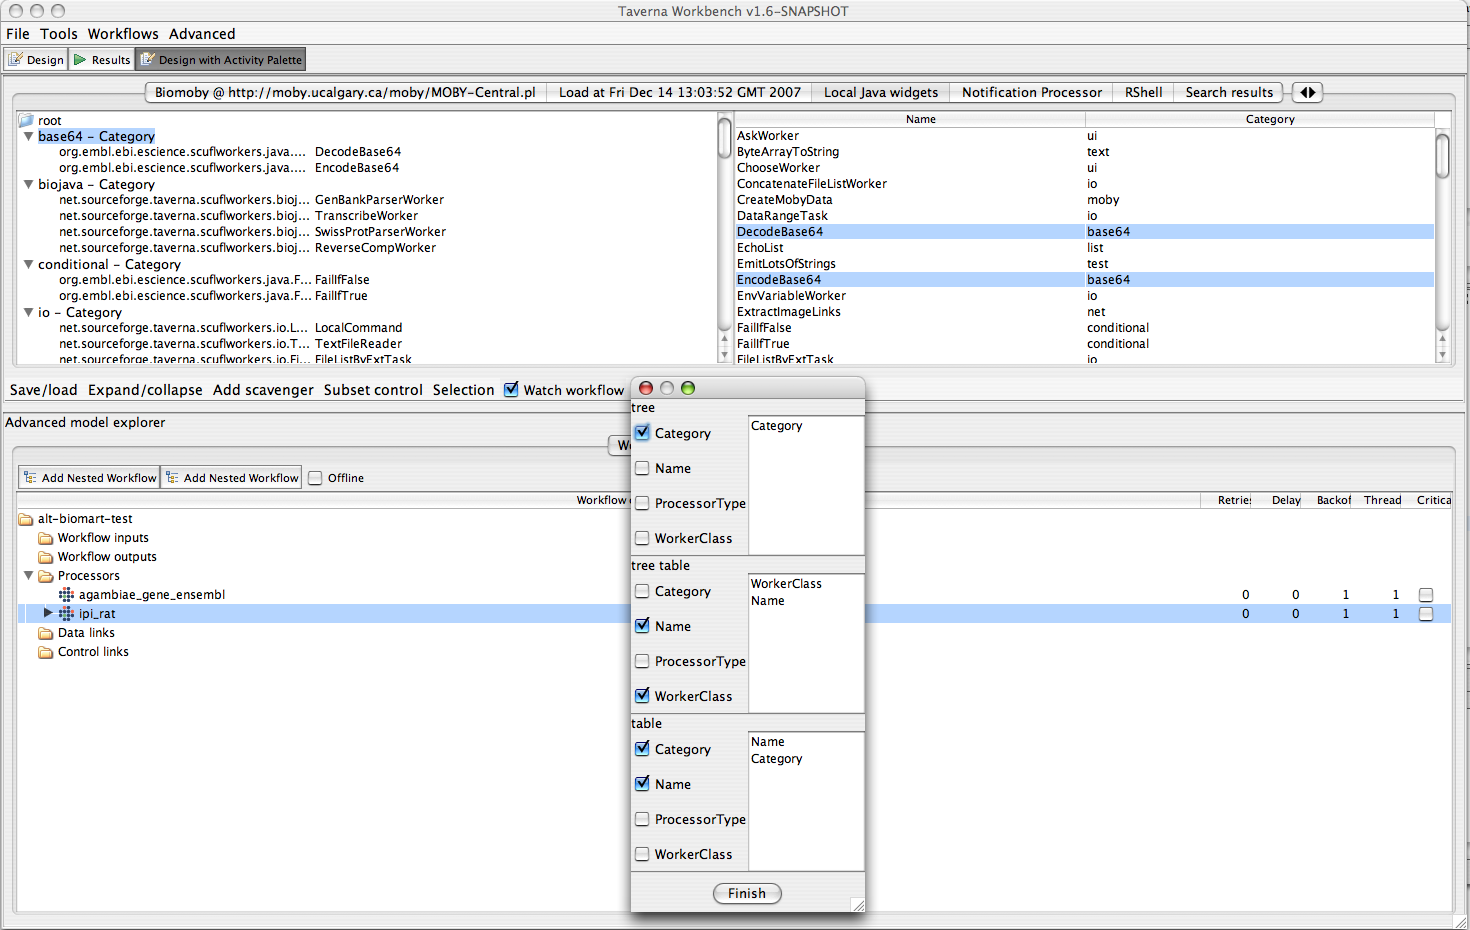 Taverna Workbench v1.6-SNAPSHOT
File Tools Workflows Advanced
Design Results Design with Activity Palette
Biomoby @ http://moby.ucalgary.ca/moby/MOBY-Central.pl Load at Fri Dec 14 13:03:52 GMT 2007 Local Java widgets Notification Processor RShell Search results
root
base64 - Category
org.embl.ebi.escience.scuflworkers.java.... DecodeBase64
org.embl.ebi.escience.scuflworkers.java.... EncodeBase64
biojava - Category
net.sourceforge.taverna.scuflworkers.bioj... GenBankParserWorker
net.sourceforge.taverna.scuflworkers.bioj... TranscribeWorker
net.sourceforge.taverna.scuflworkers.bioj... SwissProtParserWorker
net.sourceforge.taverna.scuflworkers.bioj... ReverseCompWorker
conditional - Category
org.embl.ebi.escience.scuflworkers.java.F... FailIfFalse
org.embl.ebi.escience.scuflworkers.java.F... FailIfTrue
io - Category
net.sourceforge.taverna.scuflworkers.io.L... LocalCommand
net.sourceforge.taverna.scuflworkers.io.T... TextFileReader
net.sourceforge.taverna.scuflworkers.io.Fi... FileListByExtTask
Name Category
AskWorker ui
ByteArrayToString text
ChooseWorker ui
ConcatenateFileListWorker io
CreateMobyData moby
DataRangeTask io
DecodeBase64 base64
EchoList list
EmitLotsOfStrings test
EncodeBase64 base64
EnvVariableWorker io
ExtractImageLinks net
FailIfFalse conditional
FailIfTrue conditional
FileListByExtTask io
Save/load Expand/collapse Add scavenger Subset control Selection Watch workflow
Advanced model explorer
Add Nested Workflow Add Nested Workflow Offline
Workflow Retries Delay Backof Thread Critica
alt-biomart-test
Workflow inputs
Workflow outputs
Processors
agambiae_gene_ensembl 0 0 1 1
ipi_rat 0 0 1 1
Data links
Control links
tree
Category
Name
ProcessorType
WorkerClass
Category
tree table
Category
Name
ProcessorType
WorkerClass
WorkerClass
Name
table
Category
Name
ProcessorType
WorkerClass
Name
Category
Finish